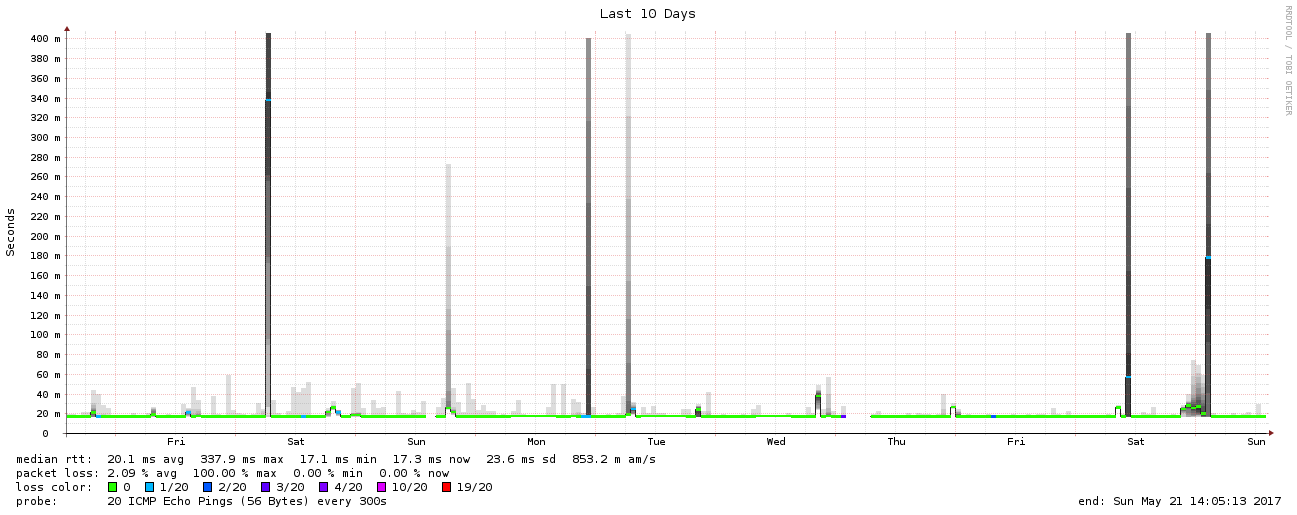 Last 10 Days
RRDTOOL / TOBI OETIKER
Seconds
400 m
380 m
360 m
340 m
320 m
300 m
280 m
260 m
240 m
220 m
200 m
180 m
160 m
140 m
120 m
100 m
80 m
60 m
40 m
20 m
0
Fri Sat Sun Mon Tue Wed Thu Fri Sat Sun
median rtt: 20.1 ms avg 337.9 ms max 17.1 ms min 17.3 ms now 23.6 ms sd 853.2 m am/s
packet loss: 2.09 % avg 100.00 % max 0.00 % min 0.00 % now
loss color: 0 1/20 2/20 3/20 4/20 10/20 19/20
probe: 20 ICMP Echo Pings (56 Bytes) every 300s end: Sun May 21 14:05:13 2017